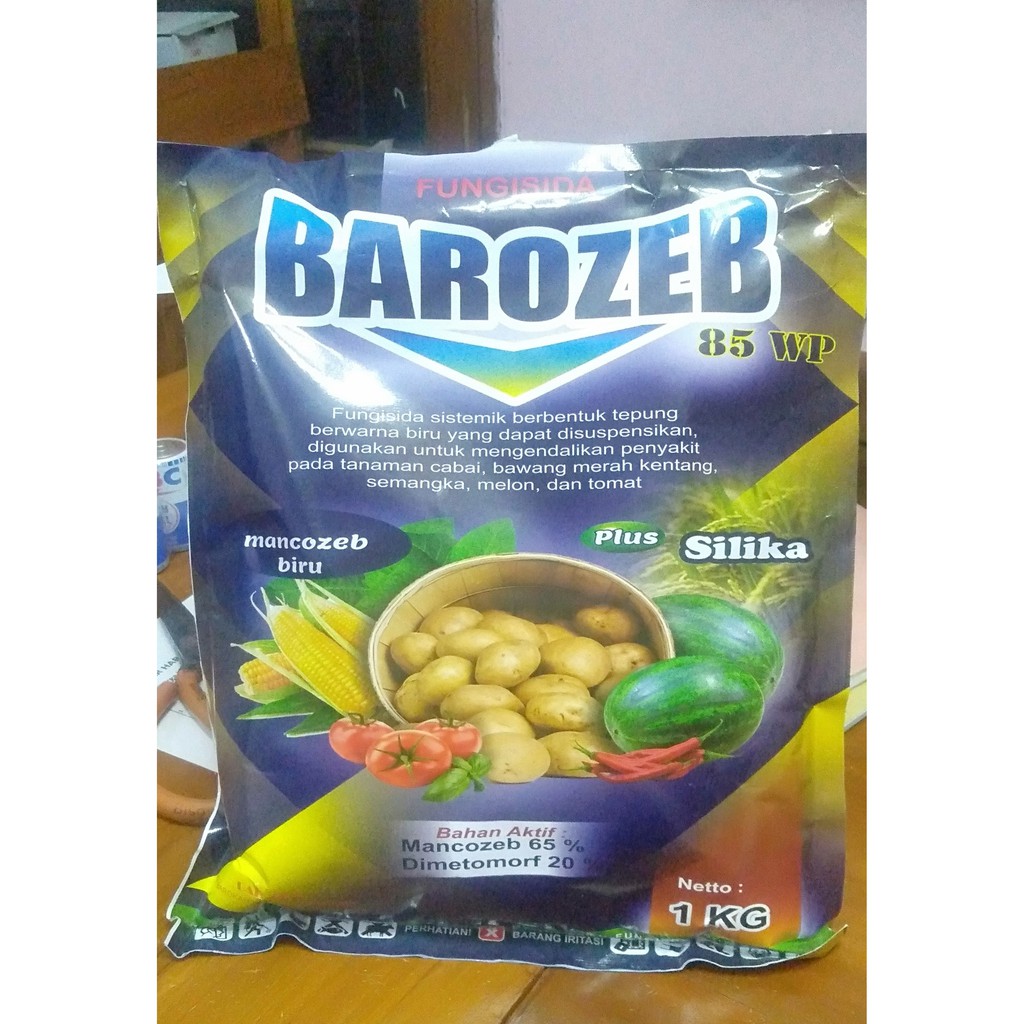 FUNGISIDA
BAROZEB
85 WP
Fungisida sistemik berbentuk tepung
berwarna biru yang dapat disuspensikan,
digunakan untuk mengendalikan penyakit
pada tanaman cabai, bawang merah kentang,
semangka, melon, dan tomat
mancozeb
biru
Plus Silika
Bahan Aktif :
Mancozeb 65 %
Dimetomorf 20 %
Netto :
1 KG
PERHATIAN! X BARANG IRITASI